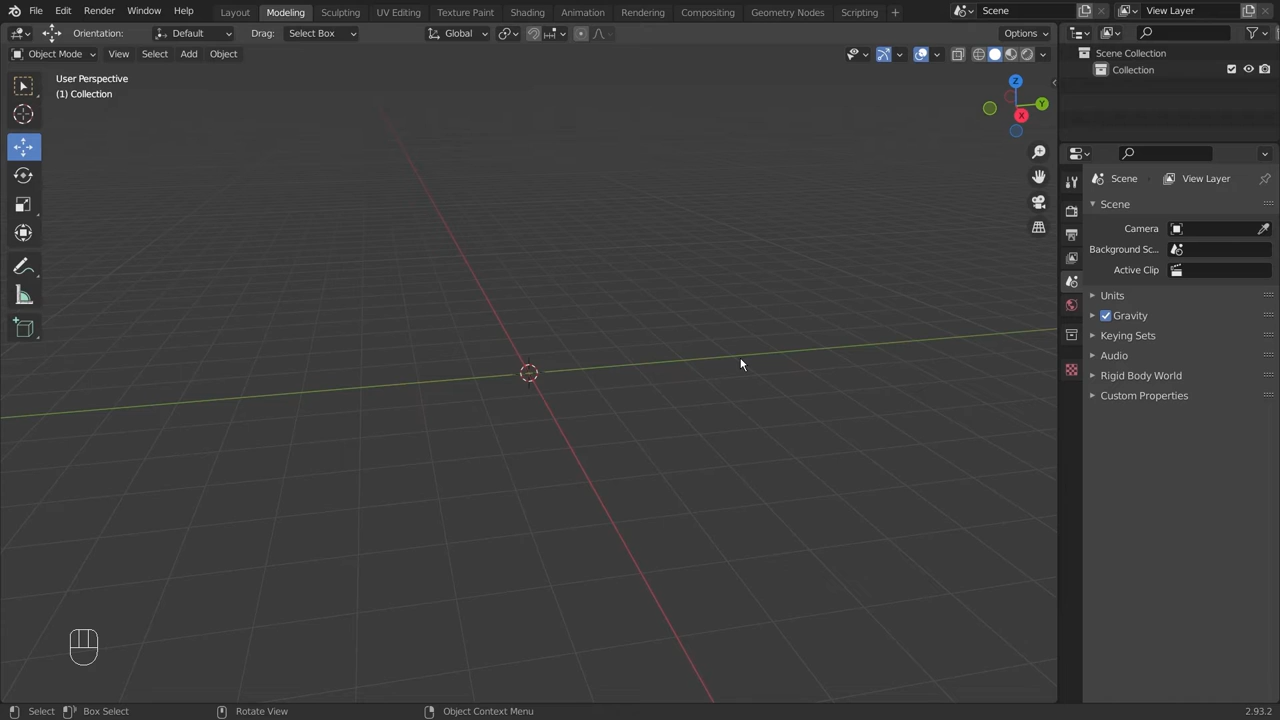 File Edit Render Window Help Layout Modeling Sculpting UV Editing Texture Paint Shading Animation Rendering Compositing Geometry Nodes Scripting + Scene View Layer
Orientation: Default Drag: Select Box Global Options
Object Mode View Select Add Object
Scene Collection
Collection
User Perspective
(1) Collection
Z
Y
X
Scene View Layer
Scene
Camera
Background Sc...
Active Clip
Units
Gravity
Keying Sets
Audio
Rigid Body World
Custom Properties
Select Box Select Rotate View Object Context Menu 2.93.2